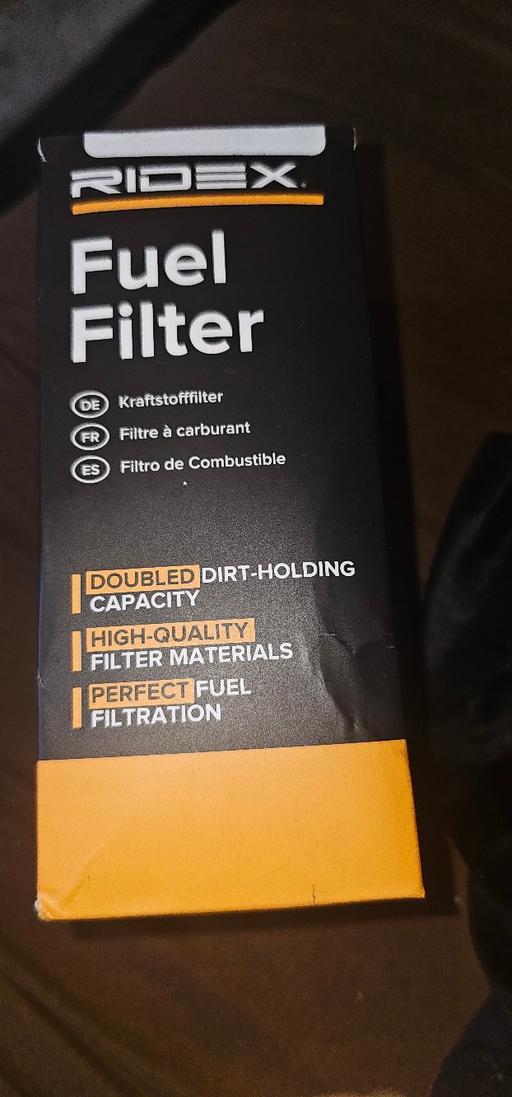 RIDEX
Fuel
Filter
DE Kraftstofffilter
FR Filtre à carburant
ES Filtro de Combustible
DOUBLED DIRT-HOLDING
CAPACITY
HIGH-QUALITY
FILTER MATERIALS
PERFECT FUEL
FILTRATION